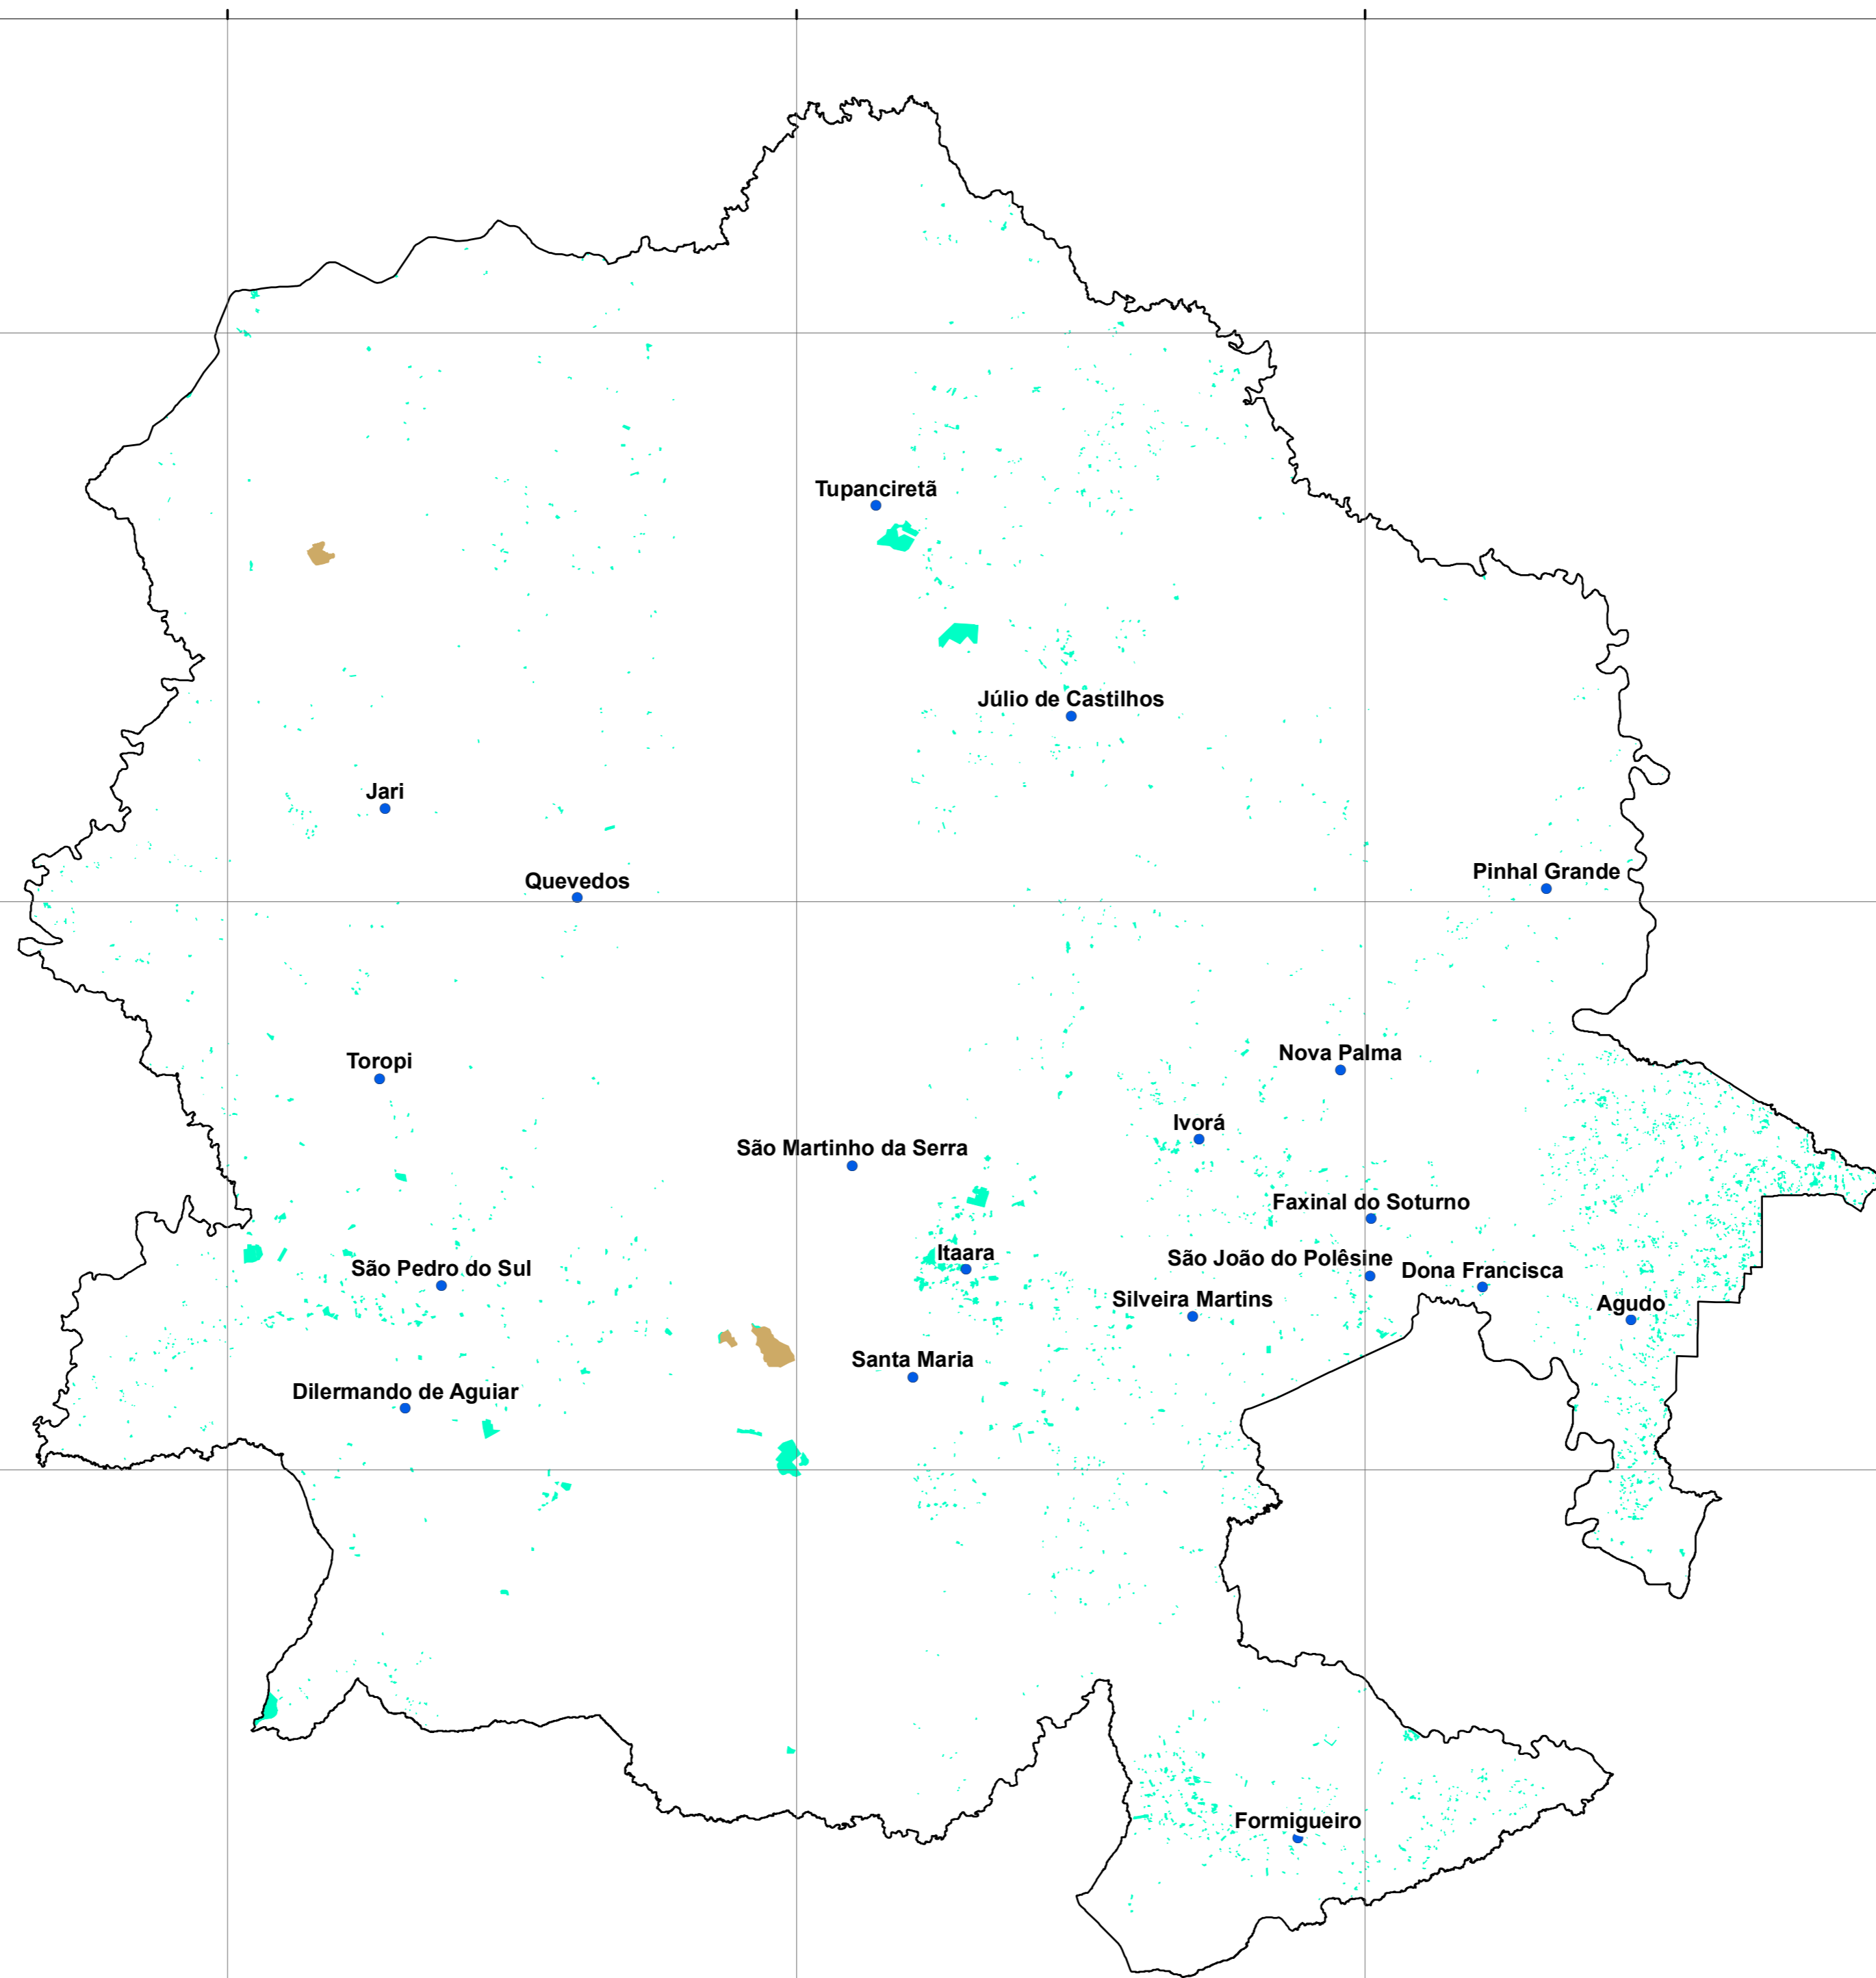 Tupanciretã
Júlio de Castilhos
Jari
Pinhal Grande
Quevedos
Nova Palma
Toropi
Ivorá
São Martinho da Serra
Faxinal do Soturno
Itaara
São João do Polêsine
São Pedro do Sul
Dona Francisca
Silveira Martins
Agudo
Santa Maria
Dilermando de Aguiar
Formigueiro